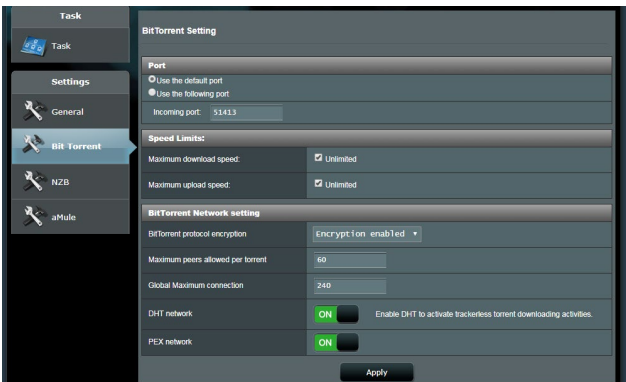 Task
Task
Settings
General
Bit Torrent
NZB
aMule
BitTorrent Setting
Port
Use the default port
Use the following port
Incoming port: 51413
Speed Limits:
Maximum download speed: Unlimited
Maximum upload speed: Unlimited
BitTorrent Network setting
BitTorrent protocol encryption Encryption enabled
Maximum peers allowed per torrent 60
Global Maximum connection 240
DHT network ON Enable DHT to activate trackerless torrent downloading activities.
PEX network ON
Apply